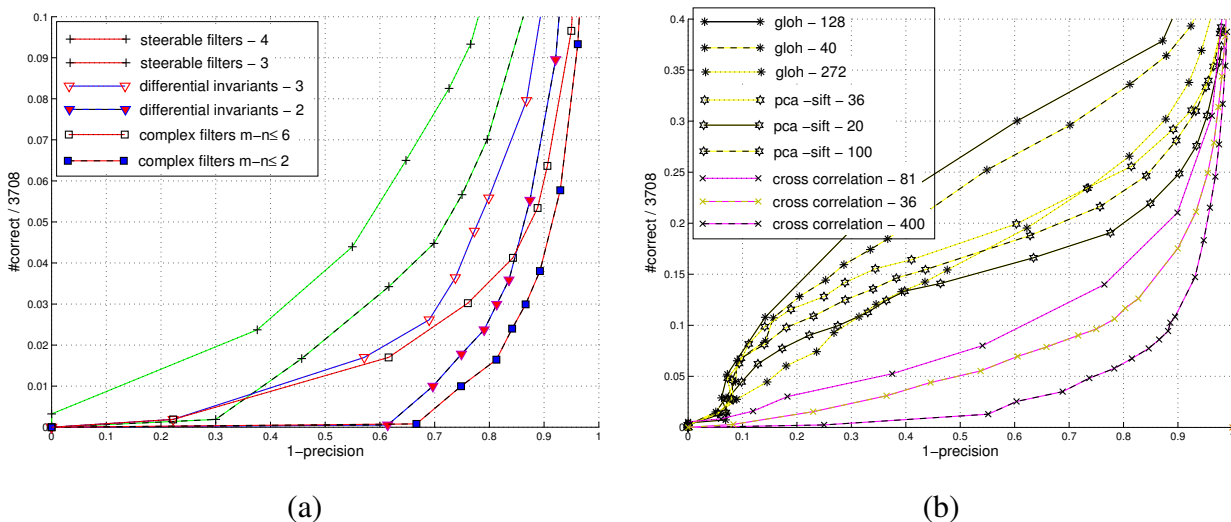 0.1
0.09
0.08
0.07
0.06
0.05
0.04
0.03
0.02
0.01
0
#correct / 3708
steerable filters − 4
steerable filters − 3
differential invariants − 3
differential invariants − 2
complex filters m−n≤ 6
complex filters m−n≤ 2
0 0.1 0.2 0.3 0.4 0.5 0.6 0.7 0.8 0.9 1
1−precision
(a)
0.4
0.35
0.3
0.25
0.2
0.15
0.1
0.05
0
#correct / 3708
gloh − 128
gloh − 40
gloh − 272
pca −sift − 36
pca −sift − 20
pca −sift − 100
cross correlation − 81
cross correlation − 36
cross correlation − 400
0 0.1 0.2 0.3 0.4 0.5 0.6 0.7 0.8 0.9
1−precision
(b)